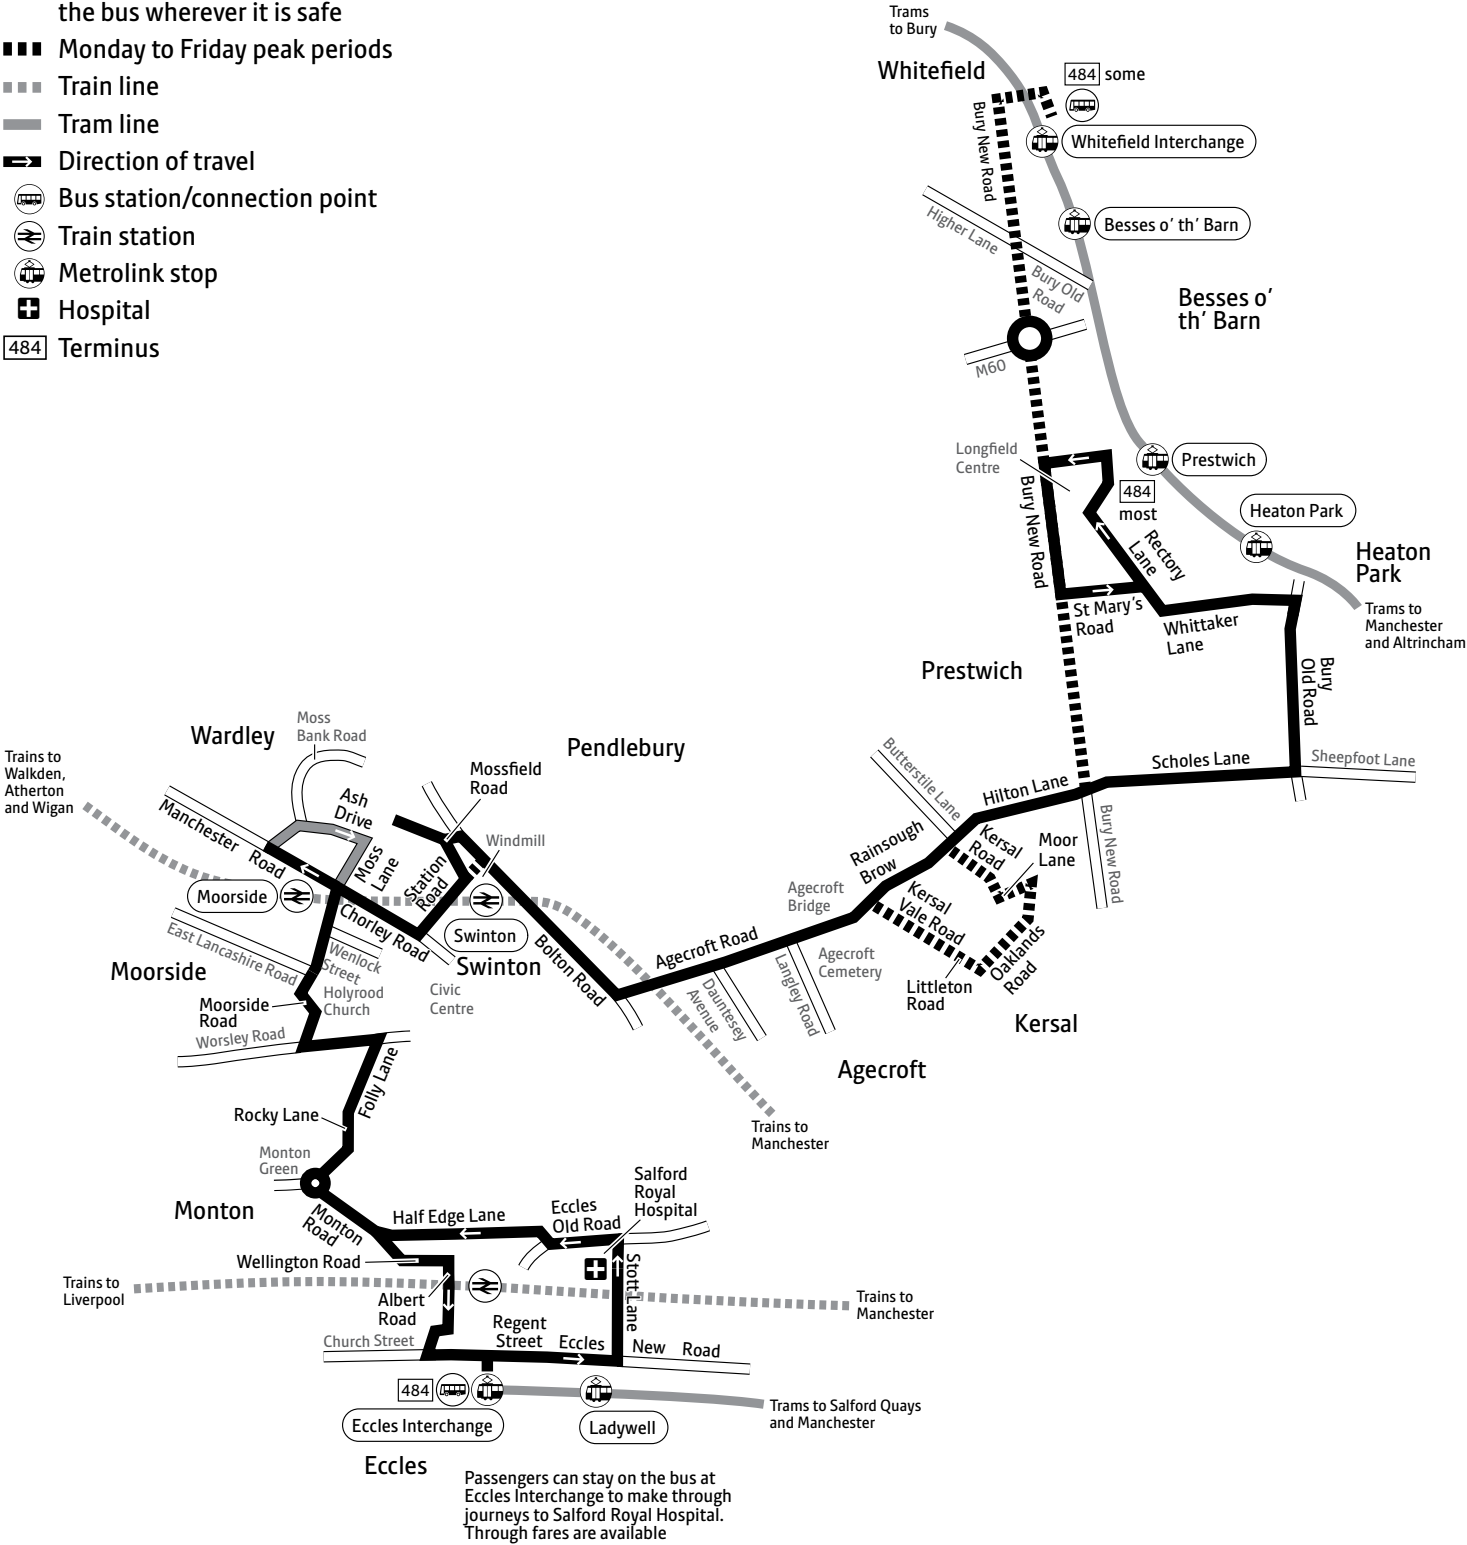 the bus wherever it is safe
Monday to Friday peak periods
Train line
Tram line
Direction of travel
Bus station/connection point
Train station
Metrolink stop
Hospital
484 Terminus
Trams
to Bury
Whitefield
484 some
Whitefield Interchange
Bury New Road
Besses o' th' Barn
Higher Lane
Bury Old
Road
Besses o'
th' Barn
M60
Longfield
Centre
Prestwich
484
most
Heaton Park
Bury New Road
Rectory
Lane
Heaton
Park
St Mary's
Road
Whittaker
Lane
Trams to
Manchester
and Altrincham
Prestwich
Bury
Old Road
Scholes Lane
Sheepfoot Lane
Hilton Lane
Butterstile Lane
Bury New Road
Kersal
Road
Moor
Lane
Rainsough
Brow
Kersal
Vale Road
Agecroft
Bridge
Oaklands
Road
Littleton
Road
Kersal
Agecroft
Cemetery
Agecroft Road
Langley Road
Dauntesey
Avenue
Agecroft
Wardley
Moss
Bank Road
Pendlebury
Trains to
Walkden,
Atherton
and Wigan
Mossfield
Road
Ash
Drive
Windmill
Manchester
Road
Moss
Lane
Station
Road
Moorside
Chorley Road
Swinton
Swinton
Bolton Road
East Lancashire Road
Wenlock
Street
Moorside
Holyrood
Church
Civic
Centre
Moorside
Road
Worsley Road
Folly Lane
Rocky Lane
Trains to
Manchester
Monton
Green
Monton
Monton
Road
Half Edge Lane
Eccles
Old Road
Salford
Royal
Hospital
Wellington Road
Stott Lane
Trains to
Liverpool
Albert
Road
Trains to
Manchester
Church Street
Regent
Street
Eccles New Road
484
Eccles Interchange
Ladywell
Trams to Salford Quays
and Manchester
Eccles
Passengers can stay on the bus at
Eccles Interchange to make through
journeys to Salford Royal Hospital.
Through fares are available